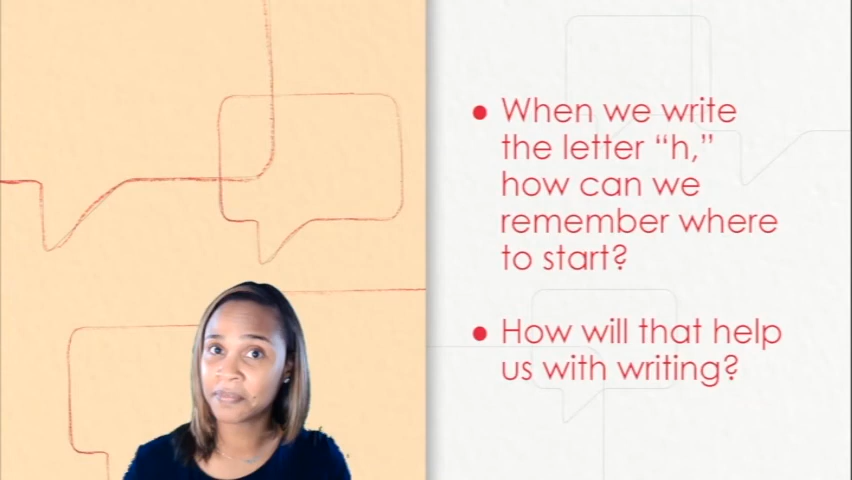 ● When we write
the letter “h,”
how can we
remember where
to start?
● How will that help
us with writing?